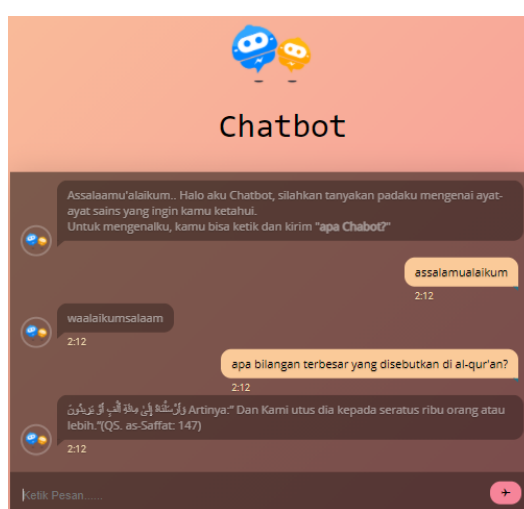 Chatbot
Assalaamu'alaikum.. Halo aku Chatbot, silahkan tanyakan padaku mengenai ayat-
ayat sains yang ingin kamu ketahui.
Untuk mengenalku, kamu bisa ketik dan kirim "apa Chabot?"
assalamualaikum
2:12
waalaikumsalaam
2:12
apa bilangan terbesar yang disebutkan di al-qur'an?
2:12
وَأَرْسَلْنَٰهُ إِلَىٰ مِا۟ئَةِ أَلْفٍ أَوْ يَزِيدُونَ Artinya:" Dan Kami utus dia kepada seratus ribu orang atau
lebih."(QS. as-Saffat: 147)
2:12
Ketik Pesan......